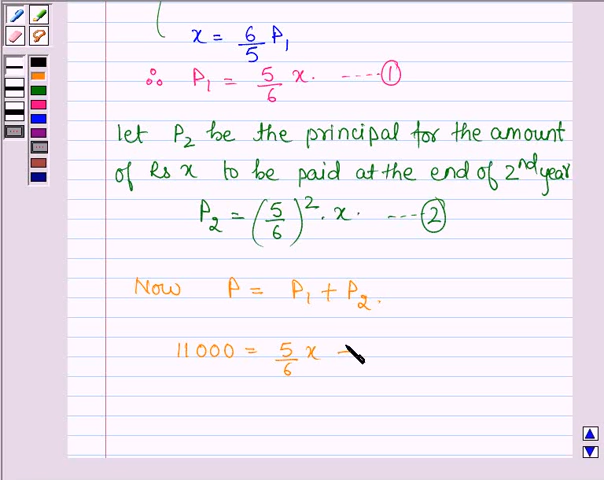 x = 6/5 P₁
∴ P₁ = 5/6 x. ----①
let P₂ be the principal for the amount
of Rs x to be paid at the end of 2nd year
P₂ = (5/6)² . x. ---②
Now P = P₁ + P₂.
11000 = 5/6 x